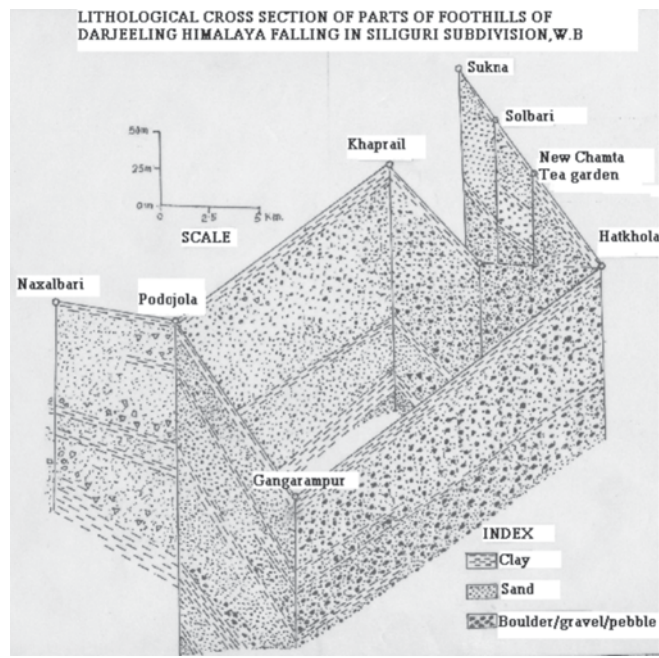 LITHOLOGICAL CROSS SECTION OF PARTS OF FOOTHILLS OF
DARJEELING HIMALAYA FALLING IN SILIGURI SUBDIVISION,W.B
Sukna
50m
Solbari
25m
Khaprail
New Chamta
Tea garden
0m
0 25 5 Km.
SCALE
Hatkhola
Naxalbari
Podojola
Gangarampur
INDEX
Clay
Sand
Boulder/gravel/pebble